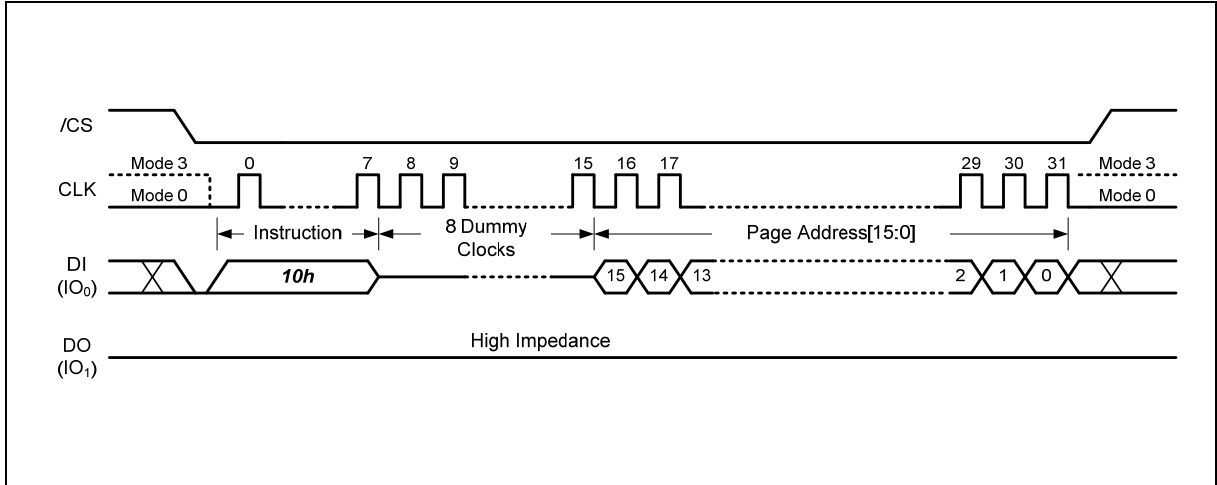 /CS
Mode 3 0 7 8 9 15 16 17 29 30 31 Mode 3
CLK
Mode 0 Mode 0
Instruction 8 Dummy Clocks Page Address[15:0]
DI
(IO₀)
10h 15 14 13 2 1 0
High Impedance
DO
(IO₁)